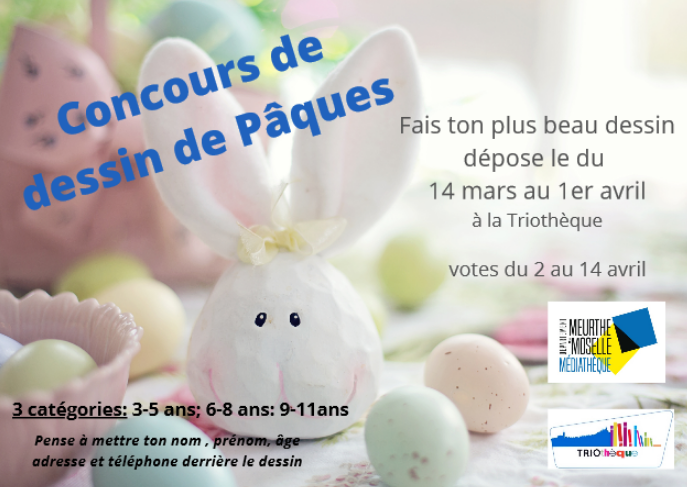 Concours de
dessin de Pâques
Fais ton plus beau dessin
dépose le du
14 mars au 1er avril
à la Triothèque
votes du 2 au 14 avril
DÉPARTEMENT
MEURTHE
MOSELLE
MÉDIATHÈQUE
3 catégories: 3-5 ans; 6-8 ans: 9-11ans
Pense à mettre ton nom , prénom, âge
adresse et téléphone derrière le dessin
TRIOthèque